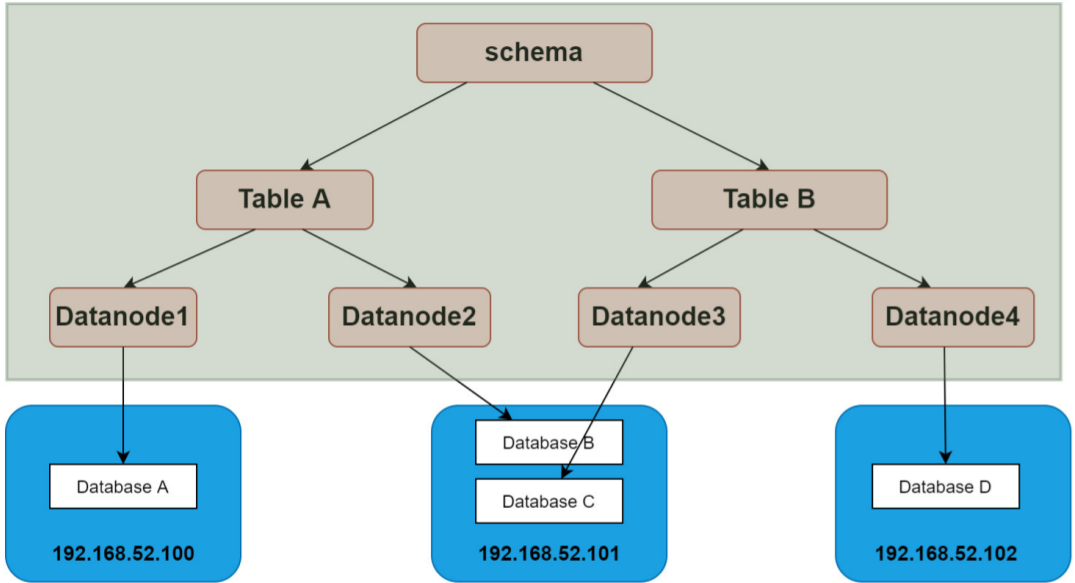 schema
Table A
Table B
Datanode1
Datanode2
Datanode3
Datanode4
Database A
Database B
Database C
Database D
192.168.52.100
192.168.52.101
192.168.52.102